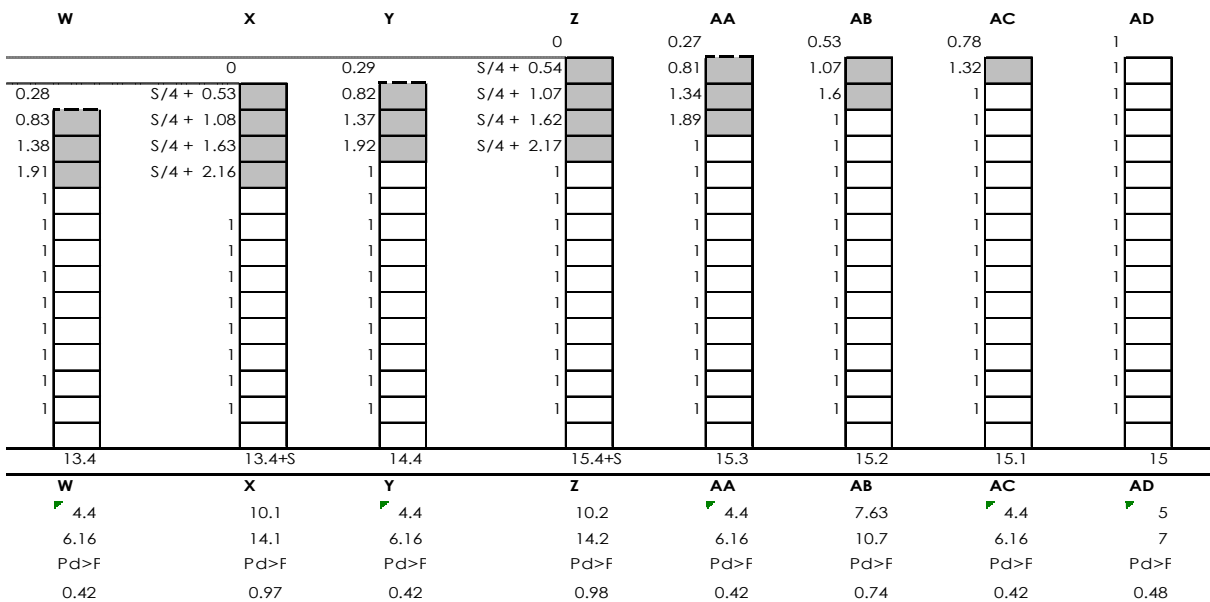 W X Y Z AA AB AC AD
0 0.27 0.53 0.78 1
0 0.29 S/4 + 0.54 0.81 1.07 1.32 1
0.28 S/4 + 0.53 0.82 S/4 + 1.07 1.34 1.6 1 1
0.83 S/4 + 1.08 1.37 S/4 + 1.62 1.89 1 1 1
1.38 S/4 + 1.63 1.92 S/4 + 2.17 1 1 1 1
1.91 S/4 + 2.16 1 1 1 1 1 1
1 1 1 1 1 1 1
1 1 1 1 1 1 1 1
1 1 1 1 1 1 1 1
1 1 1 1 1 1 1 1
1 1 1 1 1 1 1 1
1 1 1 1 1 1 1 1
1 1 1 1 1 1 1 1
1 1 1 1 1 1 1 1
1 1 1 1 1 1 1 1
13.4 13.4+S 14.4 15.4+S 15.3 15.2 15.1 15
W X Y Z AA AB AC AD
4.4 10.1 4.4 10.2 4.4 7.63 4.4 5
6.16 14.1 6.16 14.2 6.16 10.7 6.16 7
Pd>F Pd>F Pd>F Pd>F Pd>F Pd>F Pd>F Pd>F
0.42 0.97 0.42 0.98 0.42 0.74 0.42 0.48